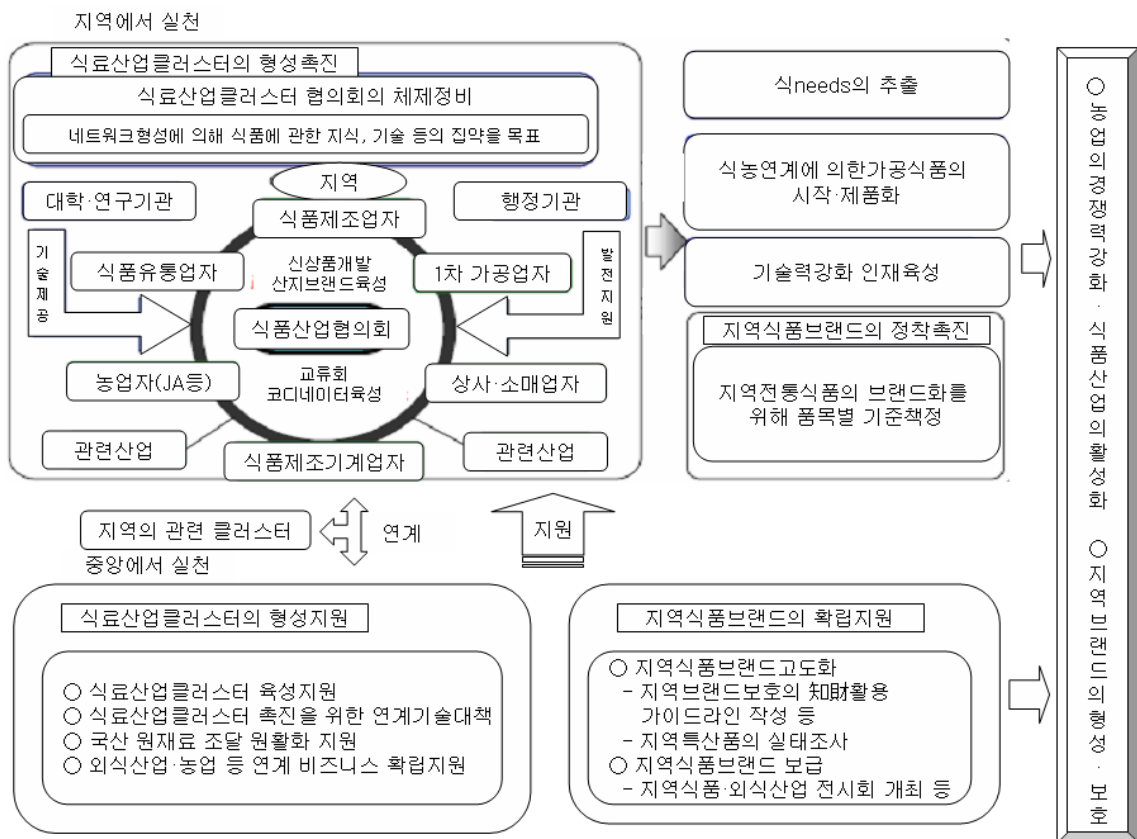 지역에서 실천
식료산업클러스터의 형성촉진
식료산업클러스터 협의회의 체제정비
네트워크형성에 의해 식품에 관한 지식, 기술 등의 집약을 목표
지역
대학·연구기관
행정기관
식품제조업자
기술제공
발전지원
식품유통업자
신상품개발
산지브랜드육성
1차 가공업자
식품산업협의회
농업자(JA등)
교류회
코디네이터육성
상사·소매업자
관련산업
식품제조기계업자
관련산업
식needs의 추출
식농연계에 의한가공식품의
시작·제품화
기술력강화 인재육성
지역식품브랜드의 정착촉진
지역전통식품의 브랜드화를
위해 품목별 기준책정
지역의 관련 클러스터
연계
지원
중앙에서 실천
식료산업클러스터의 형성지원
○ 식료산업클러스터 육성지원
○ 식료산업클러스터 촉진을 위한 연계기술대책
○ 국산 원재료 조달 원활화 지원
○ 외식산업·농업 등 연계 비즈니스 확립지원
지역식품브랜드의 확립지원
○ 지역식품브랜드고도화
- 지역브랜드보호의 知財활용
가이드라인 작성 등
- 지역특산품의 실태조사
○ 지역식품브랜드 보급
- 지역식품·외식산업 전시회 개최 등
○ 농업의경쟁력강화·식품산업의활성화 ○ 지역브랜드의형성·보호